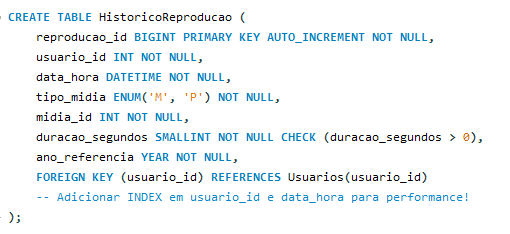 CREATE TABLE HistoricoReproducao (
reproducao_id BIGINT PRIMARY KEY AUTO_INCREMENT NOT NULL,
usuario_id INT NOT NULL,
data_hora DATETIME NOT NULL,
tipo_midia ENUM('M', 'P') NOT NULL,
midia_id INT NOT NULL,
duracao_segundos SMALLINT NOT NULL CHECK (duracao_segundos > 0),
ano_referencia YEAR NOT NULL,
FOREIGN KEY (usuario_id) REFERENCES Usuarios(usuario_id)
-- Adicionar INDEX em usuario_id e data_hora para performance!
);